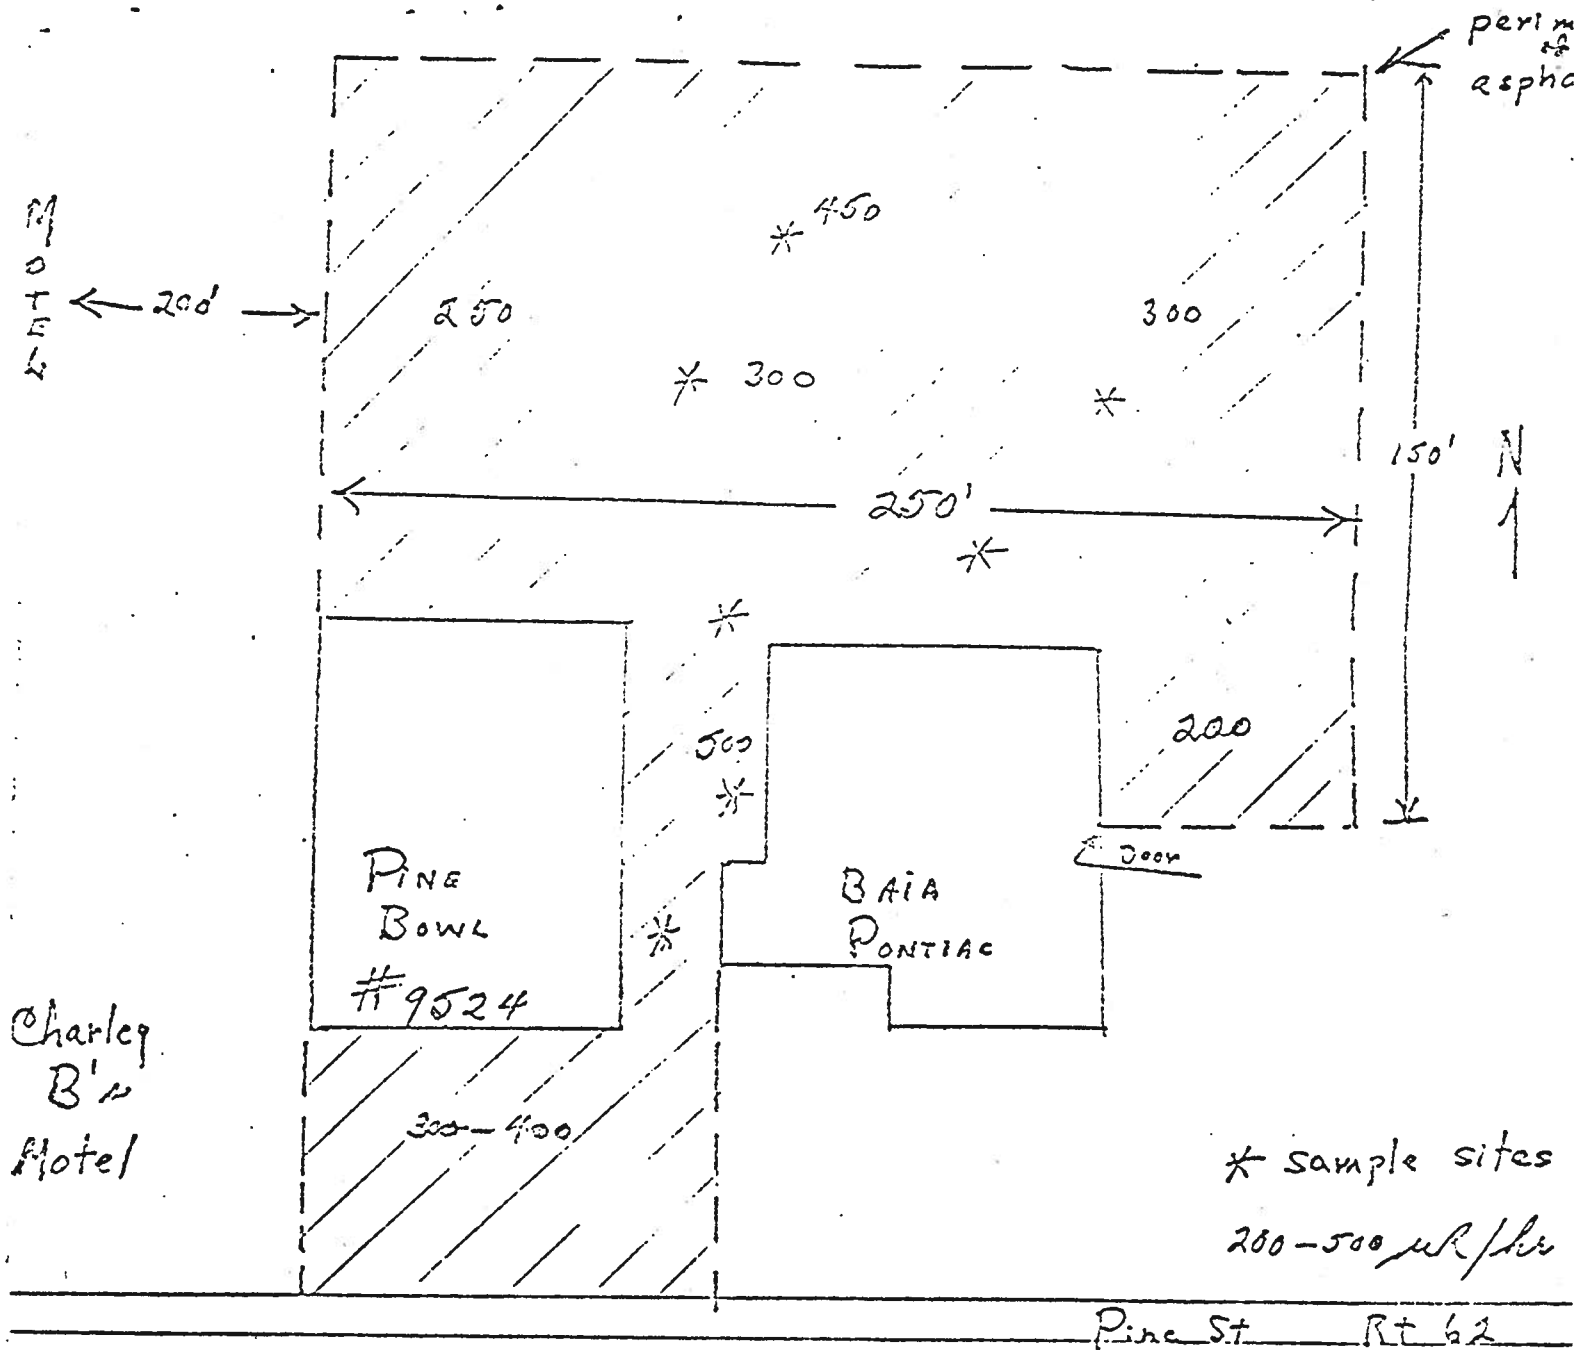 perim
of
aspha
* 450
MOTEL
200'
250
300
* 300
*
150'
N
250'
*
*
500
*
200
Door
PINE
BOWL
#9524
BAIA
PONTIAC
*
Charley
B's
Motel
300-400
* sample sites
200-500 µR/hr
Pine St Rt 62